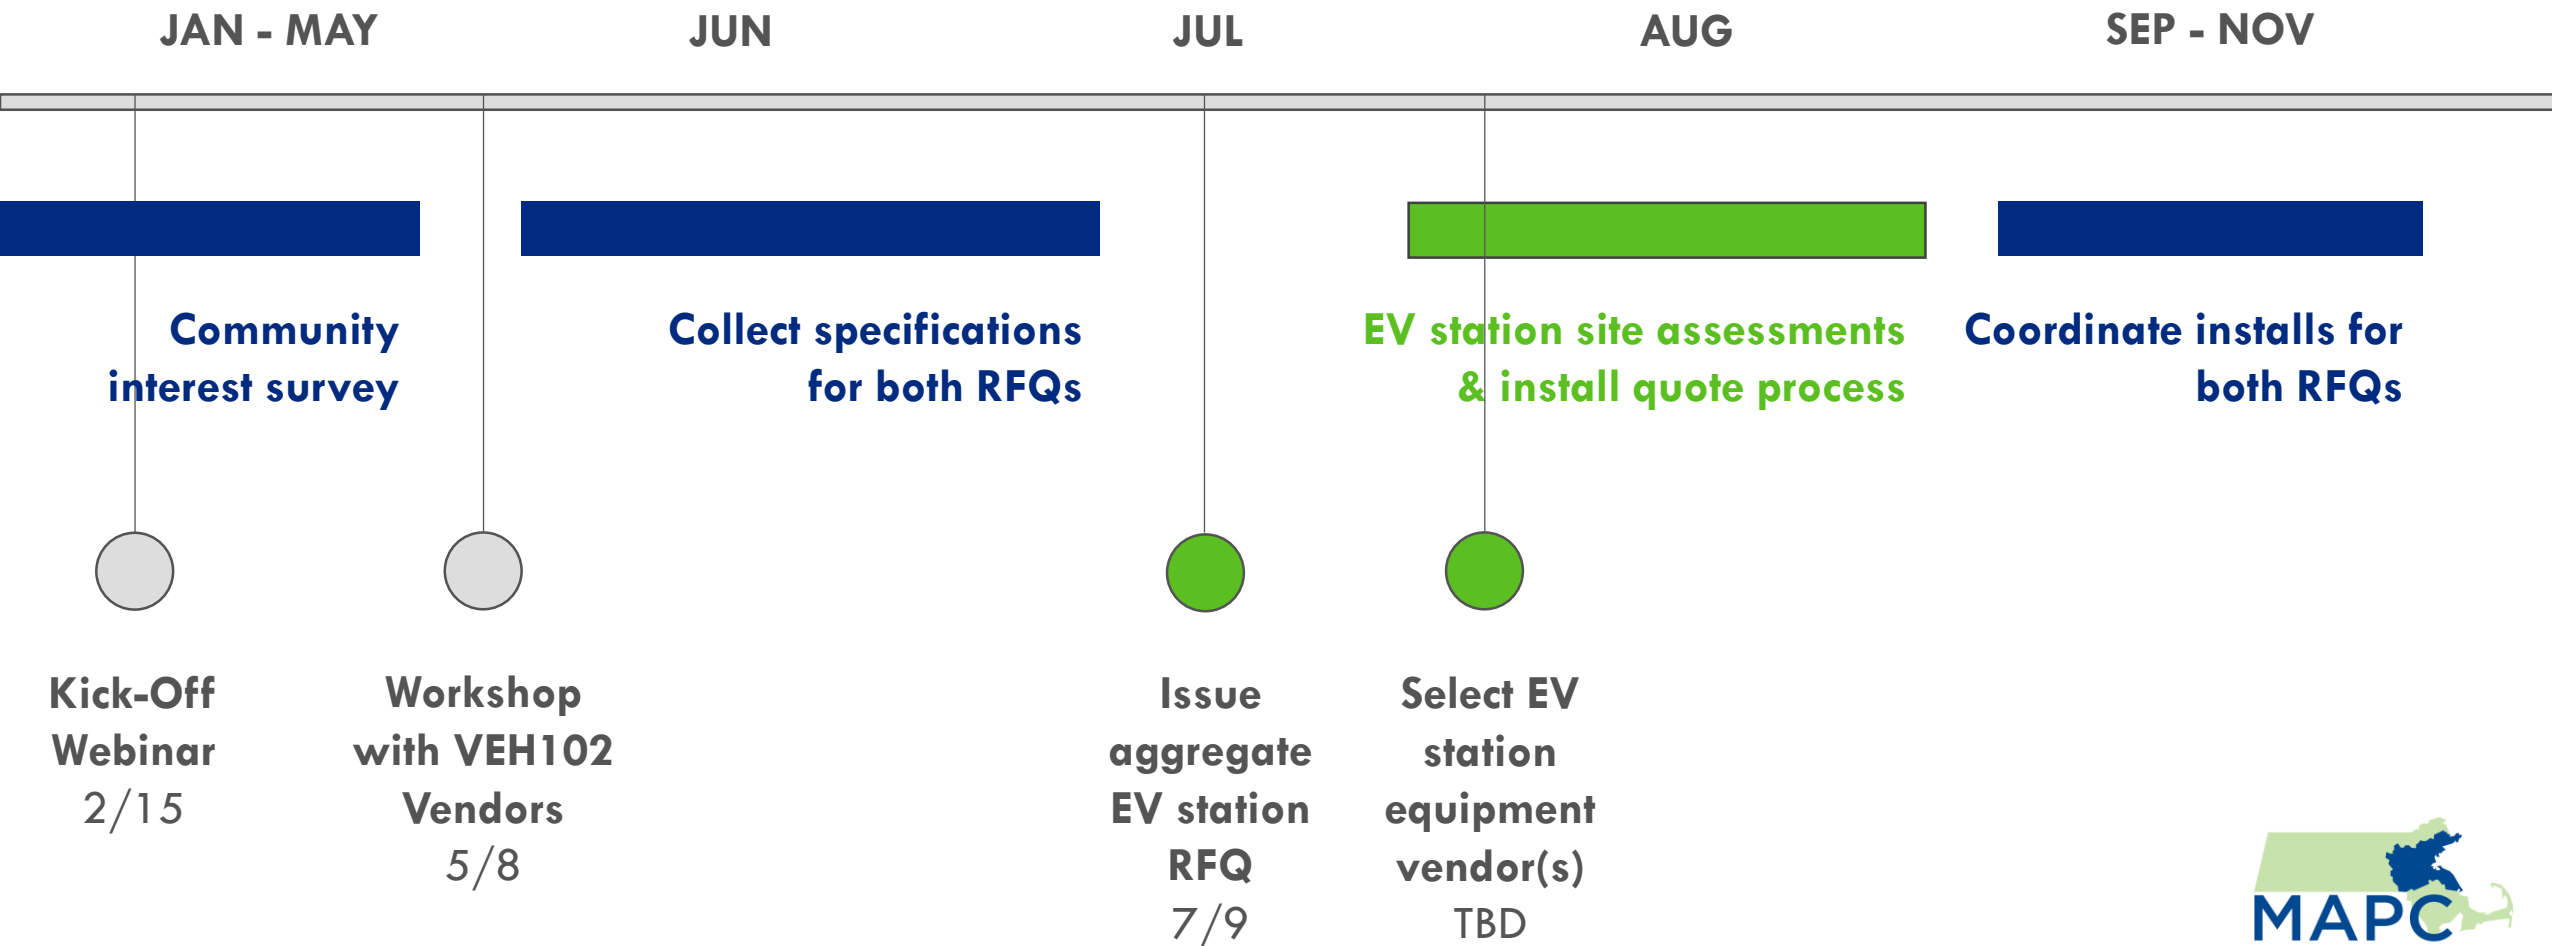 JAN - MAY
JUN
JUL
AUG
SEP - NOV
Community
interest survey
Collect specifications
for both RFQs
EV station site assessments
& install quote process
Coordinate installs for
both RFQs
Kick-Off
Webinar
2/15
Workshop
with VEH102
Vendors
5/8
Issue
aggregate
EV station
RFQ
7/9
Select EV
station
equipment
vendor(s)
TBD
MAPC